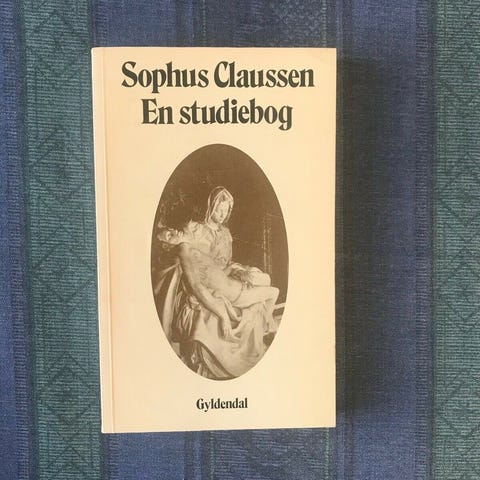 Sophus Claussen
En studiebog
Gyldendal